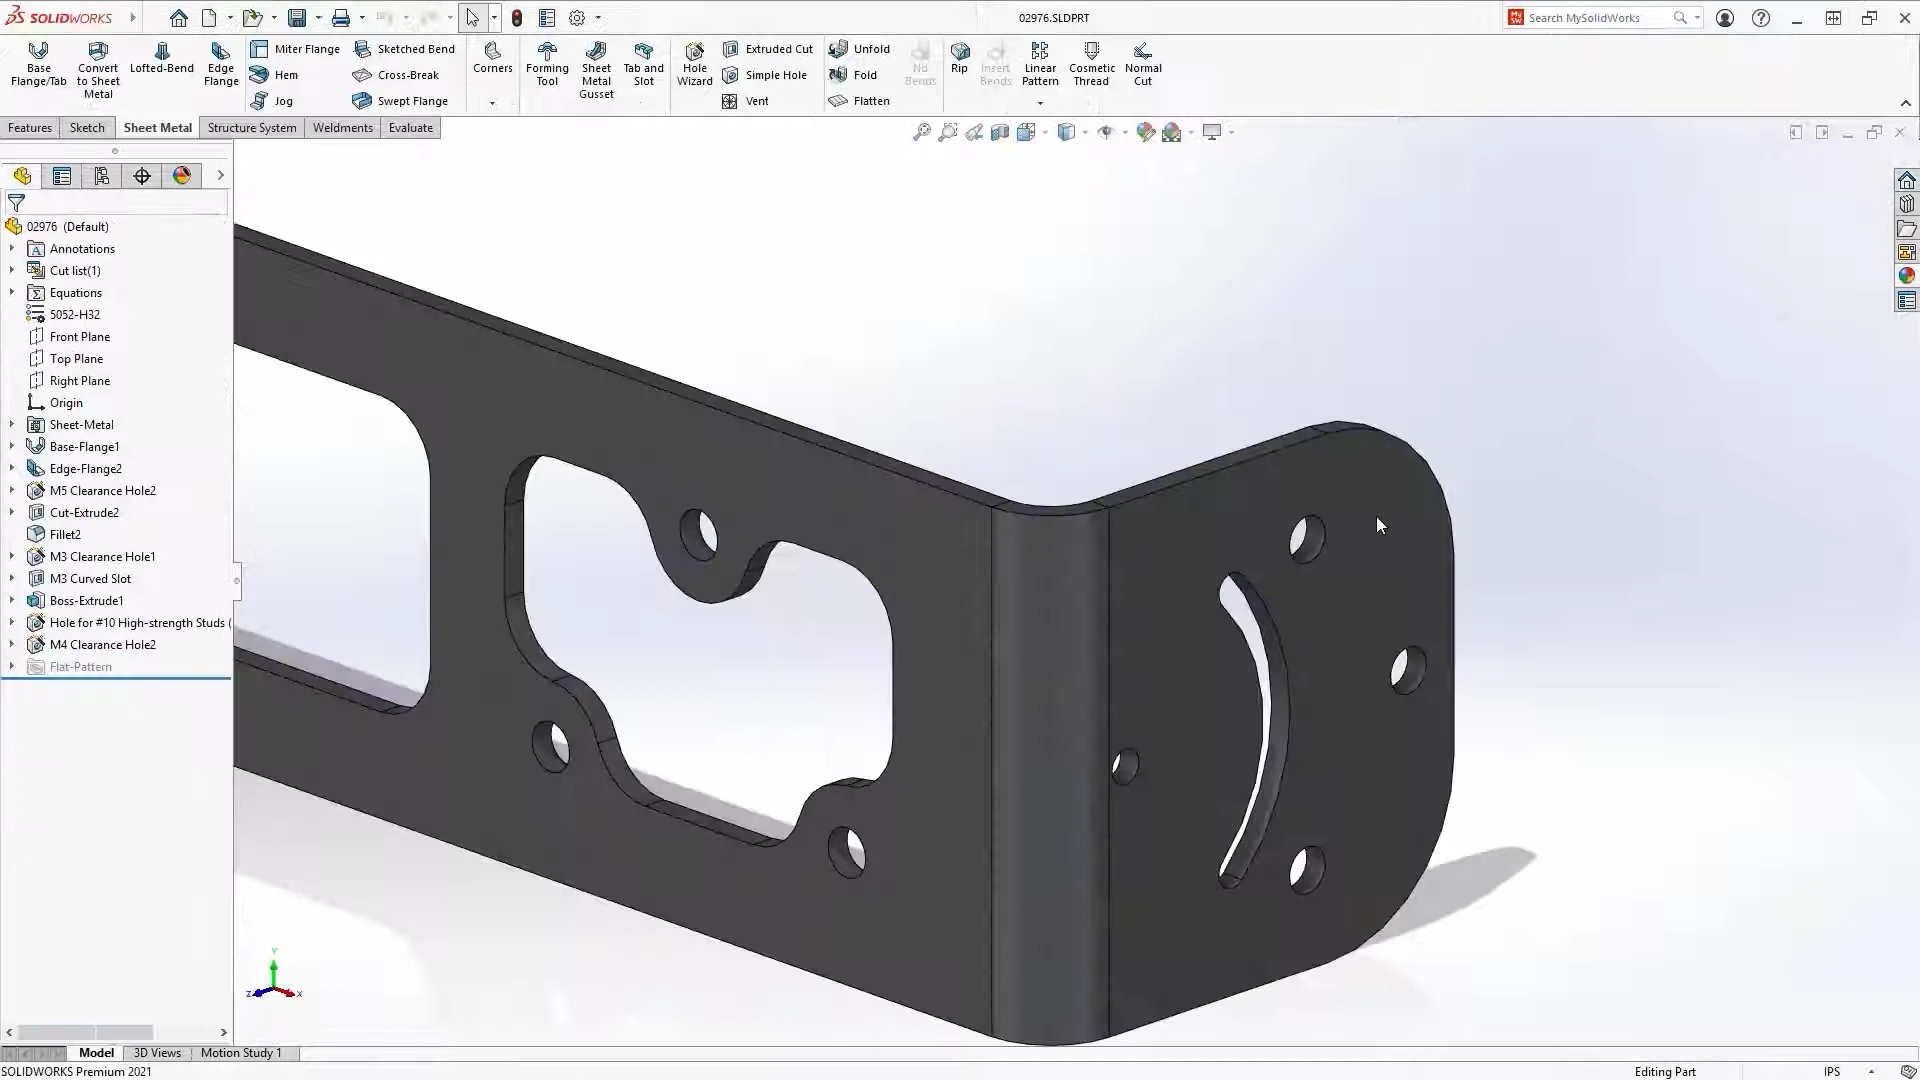 SOLIDWORKS
02976.SLDPRT
Search MySolidWorks
Base
Flange/Tab
Convert
to Sheet
Metal
Lofted-Bend
Edge
Flange
Miter Flange
Hem
Jog
Sketched Bend
Cross-Break
Swept Flange
Corners
Forming
Tool
Sheet
Metal
Gusset
Tab and
Slot
Hole
Wizard
Extruded Cut
Simple Hole
Vent
Unfold
Fold
Flatten
No
Bends
Rip
Insert
Bends
Linear
Pattern
Cosmetic
Thread
Normal
Cut
Features
Sketch
Sheet Metal
Structure System
Weldments
Evaluate
02976 (Default)
Annotations
Cut list(1)
Equations
5052-H32
Front Plane
Top Plane
Right Plane
Origin
Sheet-Metal
Base-Flange1
Edge-Flange2
M5 Clearance Hole2
Cut-Extrude2
Fillet2
M3 Clearance Hole1
M3 Curved Slot
Boss-Extrude1
Hole for #10 High-strength Studs (
M4 Clearance Hole2
Flat-Pattern
Y
Z
X
Model
3D Views
Motion Study 1
SOLIDWORKS Premium 2021
Editing Part
IPS